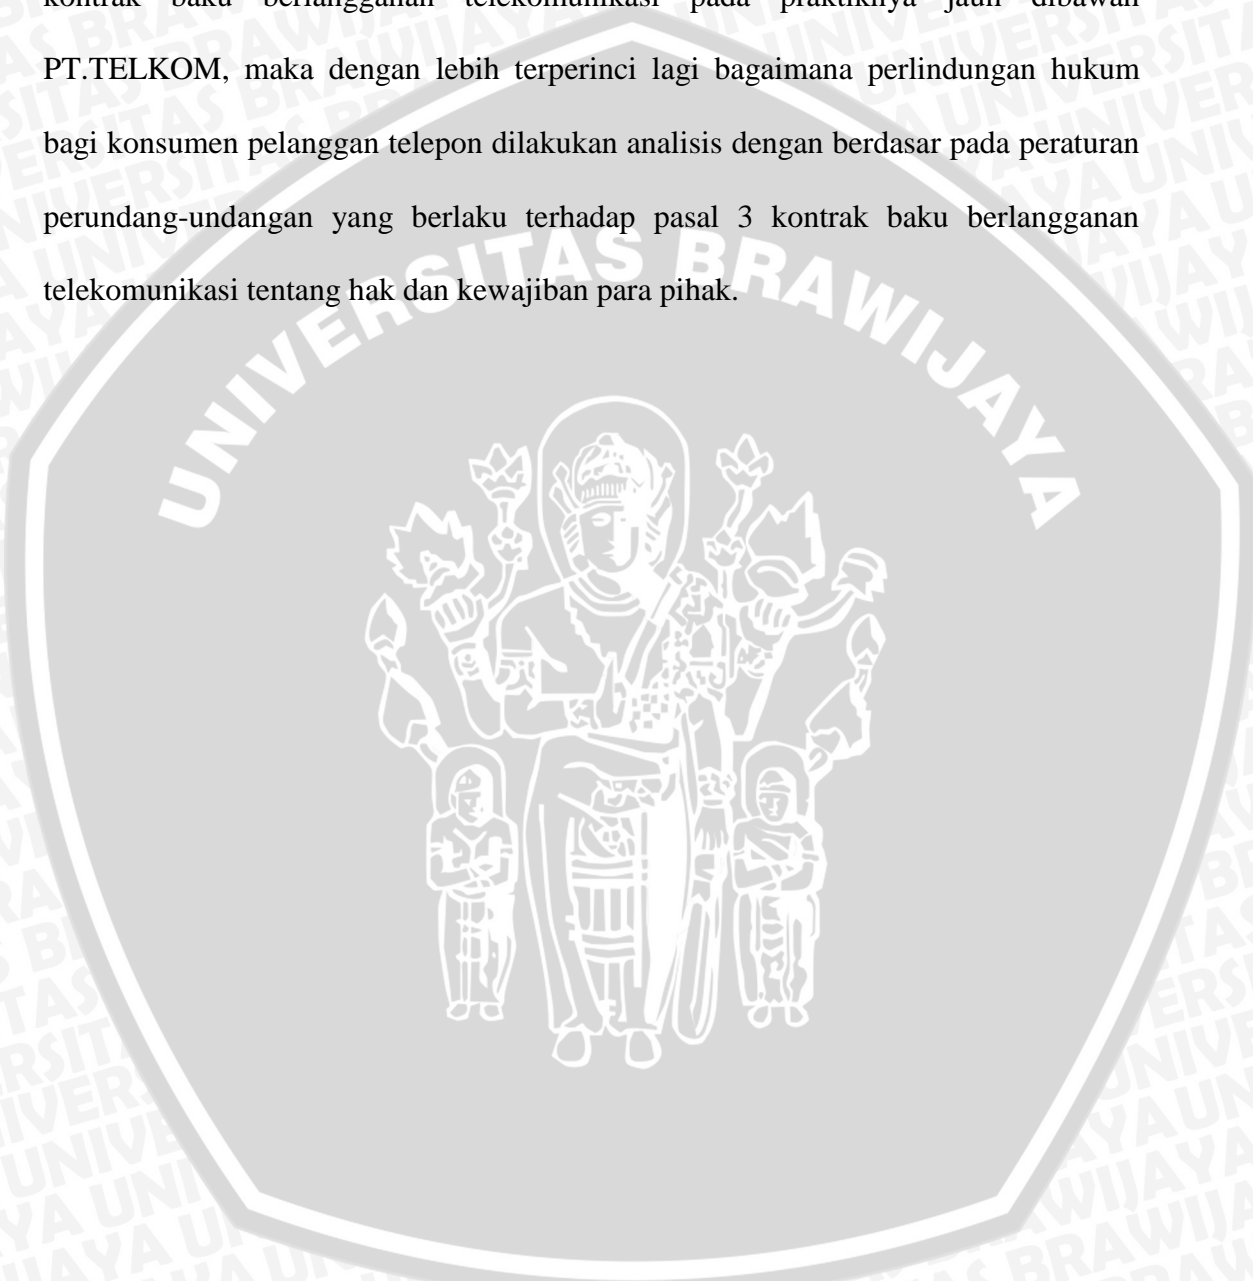 kontrak baku berlangganan telekomunikasi pada praktiknya jauh dibawah
PT.TELKOM, maka dengan lebih terperinci lagi bagaimana perlindungan hukum
bagi konsumen pelanggan telepon dilakukan analisis dengan berdasar pada peraturan
perundang-undangan yang berlaku terhadap pasal 3 kontrak baku berlangganan
telekomunikasi tentang hak dan kewajiban para pihak.
UNIVERSITAS BRAWIJAYA